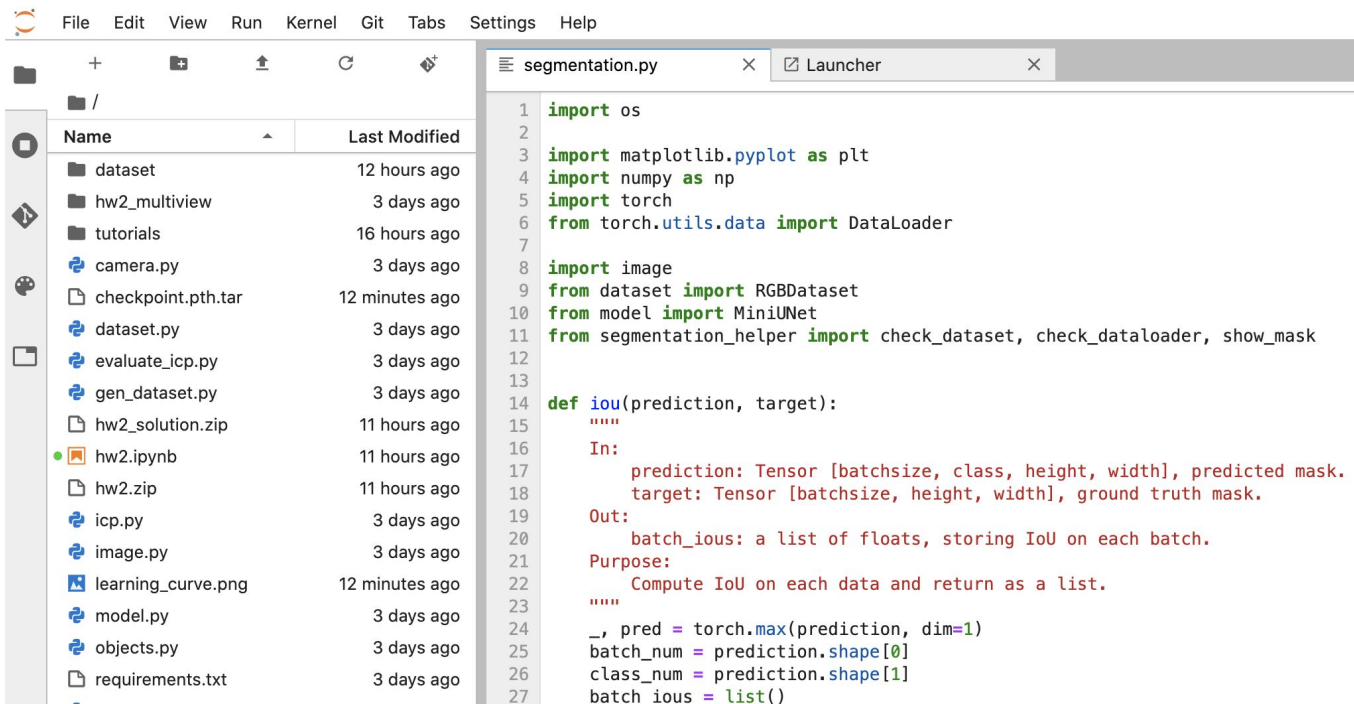 File Edit View Run Kernel Git Tabs Settings Help
/
Name Last Modified
dataset 12 hours ago
hw2_multiview 3 days ago
tutorials 16 hours ago
camera.py 3 days ago
checkpoint.pth.tar 12 minutes ago
dataset.py 3 days ago
evaluate_icp.py 3 days ago
gen_dataset.py 3 days ago
hw2_solution.zip 11 hours ago
hw2.ipynb 11 hours ago
hw2.zip 11 hours ago
icp.py 3 days ago
image.py 3 days ago
learning_curve.png 12 minutes ago
model.py 3 days ago
objects.py 3 days ago
requirements.txt 3 days ago
segmentation.py Launcher
1 import os
2
3 import matplotlib.pyplot as plt
4 import numpy as np
5 import torch
6 from torch.utils.data import DataLoader
7
8 import image
9 from dataset import RGBDataset
10 from model import MiniUNet
11 from segmentation_helper import check_dataset, check_dataloader, show_mask
12
13
14 def iou(prediction, target):
15     """
16     In:
17         prediction: Tensor [batchsize, class, height, width], predicted mask.
18         target: Tensor [batchsize, height, width], ground truth mask.
19     Out:
20         batch_ious: a list of floats, storing IoU on each batch.
21     Purpose:
22         Compute IoU on each data and return as a list.
23     """
24     _, pred = torch.max(prediction, dim=1)
25     batch_num = prediction.shape[0]
26     class_num = prediction.shape[1]
27     batch_ious = list()